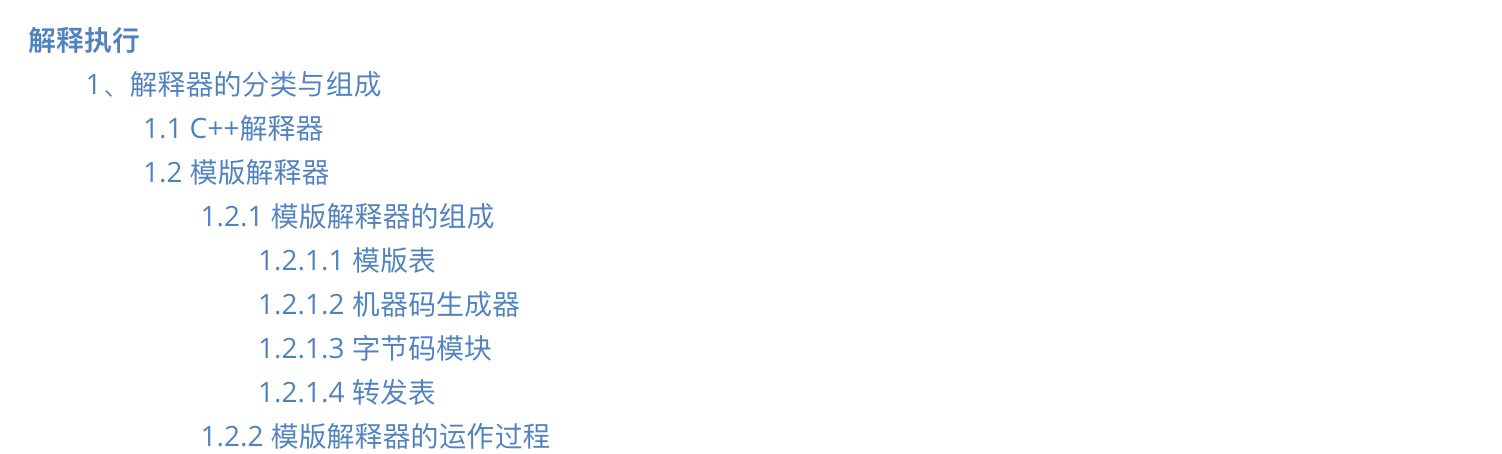 解释执行
1、解释器的分类与组成
1.1 C++解释器
1.2 模版解释器
1.2.1 模版解释器的组成
1.2.1.1 模版表
1.2.1.2 机器码生成器
1.2.1.3 字节码模块
1.2.1.4 转发表
1.2.2 模版解释器的运作过程